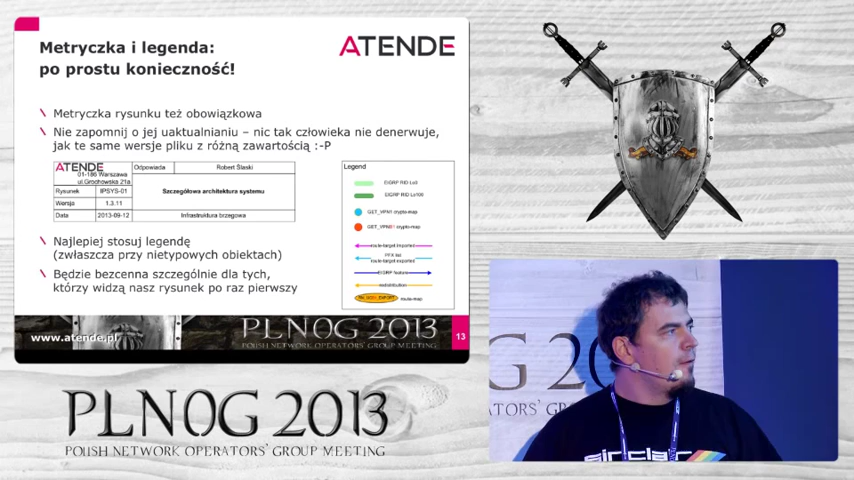 Metryczka i legenda:
po prostu konieczność!
ATENDE
\ Metryczka rysunku też obowiązkowa
\ Nie zapomnij o jej uaktualnianiu – nic tak człowieka nie denerwuje,
jak te same wersje pliku z różną zawartością :-P
ATENDE
01-186 Warszawa
ul.Grochowska 21a
Odpowiada Robert Ślaski
Rysunek IPSYS-01 Szczegółowa architektura systemu
Wersja 1.3.11
Data 2013-09-12 Infrastruktura brzegowa
Legend
EIGRP RID Lo0
EIGRP RID Lo100
GET_VPN1 crypto-map
crypto-map
route-target imported
PFX list
route-target exported
EIGRP feature
redistribution
route-map
\ Najlepiej stosuj legendę
(zwłaszcza przy nietypowych obiektach)
\ Będzie bezcenna szczególnie dla tych,
którzy widzą nasz rysunek po raz pierwszy
www.atende.pl
PLNOG 2013
POLISH NETWORK OPERATORS' GROUP MEETING
13
PLNOG 2013
POLISH NETWORK OPERATORS' GROUP MEETING
G 20
ATORS' GRO
sinclair